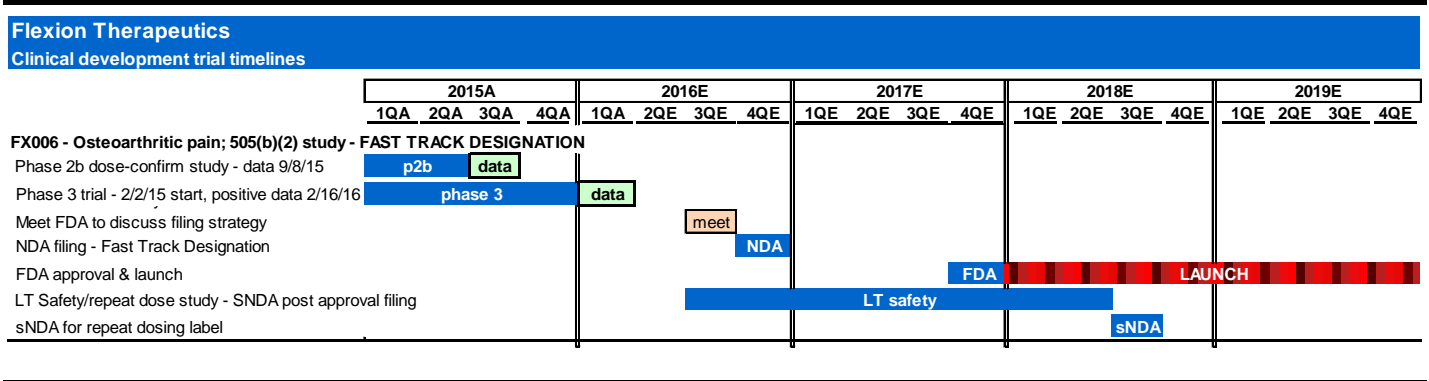 Flexion Therapeutics
Clinical development trial timelines
2015A 2016E 2017E 2018E 2019E
1QA 2QA 3QA 4QA 1QA 2QE 3QE 4QE 1QE 2QE 3QE 4QE 1QE 2QE 3QE 4QE 1QE 2QE 3QE 4QE
FX006 - Osteoarthritic pain; 505(b)(2) study - FAST TRACK DESIGNATION
Phase 2b dose-confirm study - data 9/8/15 p2b data
Phase 3 trial - 2/2/15 start, positive data 2/16/16 phase 3 data
Meet FDA to discuss filing strategy meet
NDA filing - Fast Track Designation NDA
FDA approval & launch FDA LAUNCH
LT Safety/repeat dose study - SNDA post approval filing LT safety
sNDA for repeat dosing label sNDA